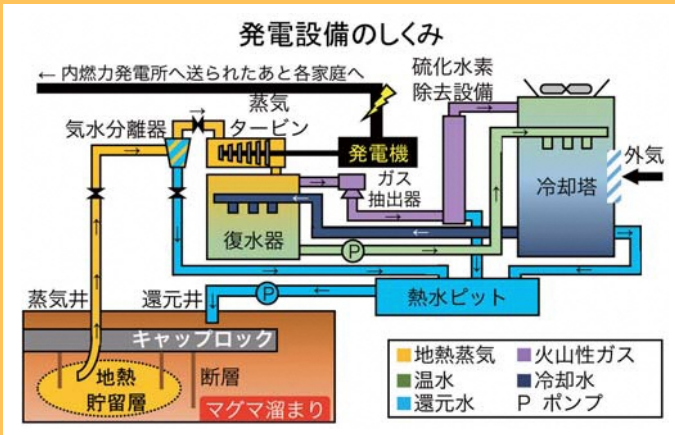 発電設備のしくみ
← 内燃力発電所へ送られたあと各家庭へ
硫化水素
除去設備
蒸気
タービン
気水分離器
発電機
ガス
抽出器
外気
冷却塔
復水器
P
蒸気井
還元井
P
熱水ピット
キャップロック
地熱
貯留層
断層
マグマ溜まり
地熱蒸気
火山性ガス
温水
冷却水
還元水
P ポンプ